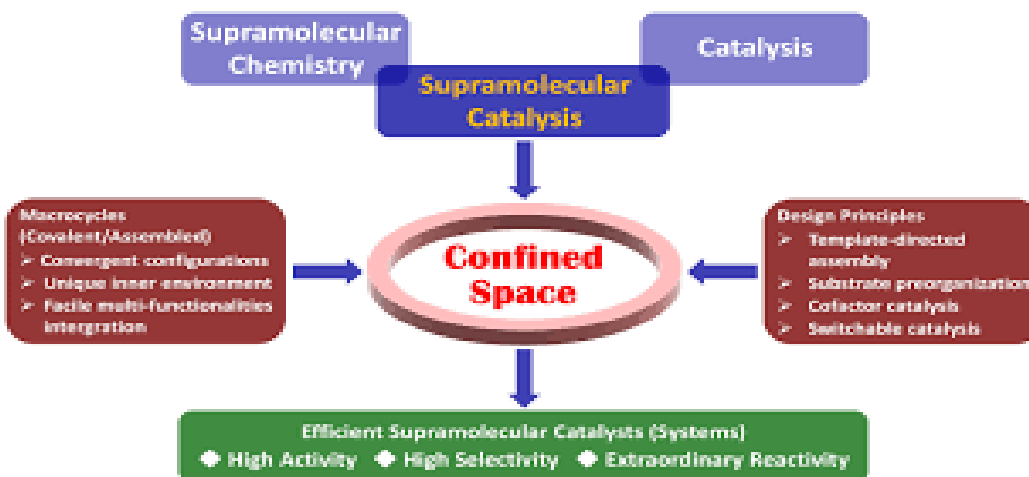 Supramolecular
Chemistry
Catalysis
Supramolecular
Catalysis
Macrocycles
(Covalent/Assembled)
➢ Convergent configurations
➢ Unique inner environment
➢ Facile multi-functionalities
intergration
Confined
Space
Design Principles
➢ Template-directed
assembly
➢ Substrate preorganization
➢ Cofactor catalysis
➢ Switchable catalysis
Efficient Supramolecular Catalysts (Systems)
◆ High Activity ◆ High Selectivity ◆ Extraordinary Reactivity